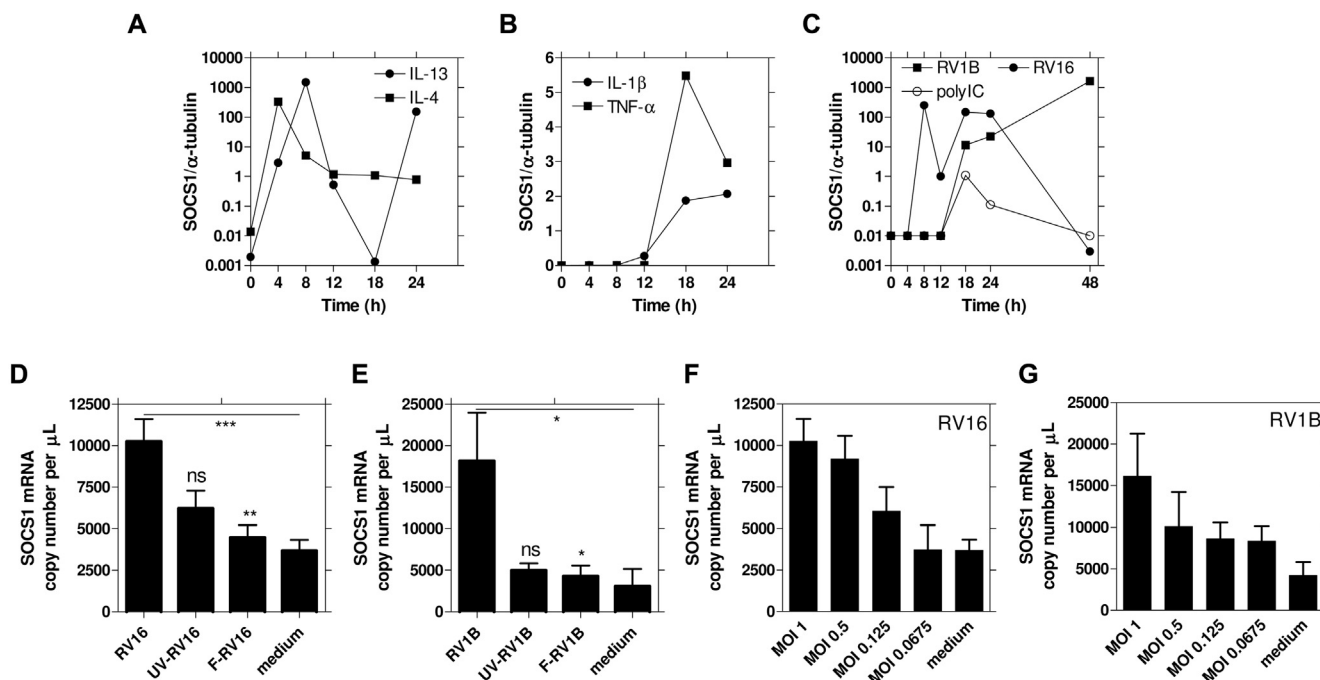 A
SOCS1/α-tubulin
10000
1000
100
10
1
0.1
0.01
0.001
IL-13
IL-4
0 4 8 12 18 24
Time (h)
B
SOCS1/α-tubulin
6
5
4
3
2
1
0
IL-1β
TNF-α
0 4 8 12 18 24
Time (h)
C
SOCS1/α-tubulin
10000
1000
100
10
1
0.1
0.01
0.001
RV1B RV16
polyIC
0 4 8 12 18 24 48
Time (h)
D
SOCS1 mRNA
copy number per μL
12500
10000
7500
5000
2500
0
***
ns
**
RV16
UV-RV16
F-RV16
medium
E
SOCS1 mRNA
copy number per μL
25000
20000
15000
10000
5000
0
*
ns
*
RV1B
UV-RV1B
F-RV1B
medium
F
SOCS1 mRNA
copy number per μL
12500
10000
7500
5000
2500
0
RV16
MOI 1
MOI 0.5
MOI 0.125
MOI 0.0675
medium
G
SOCS1 mRNA
copy number per μL
25000
20000
15000
10000
5000
0
RV1B
MOI 1
MOI 0.5
MOI 0.125
MOI 0.0675
medium